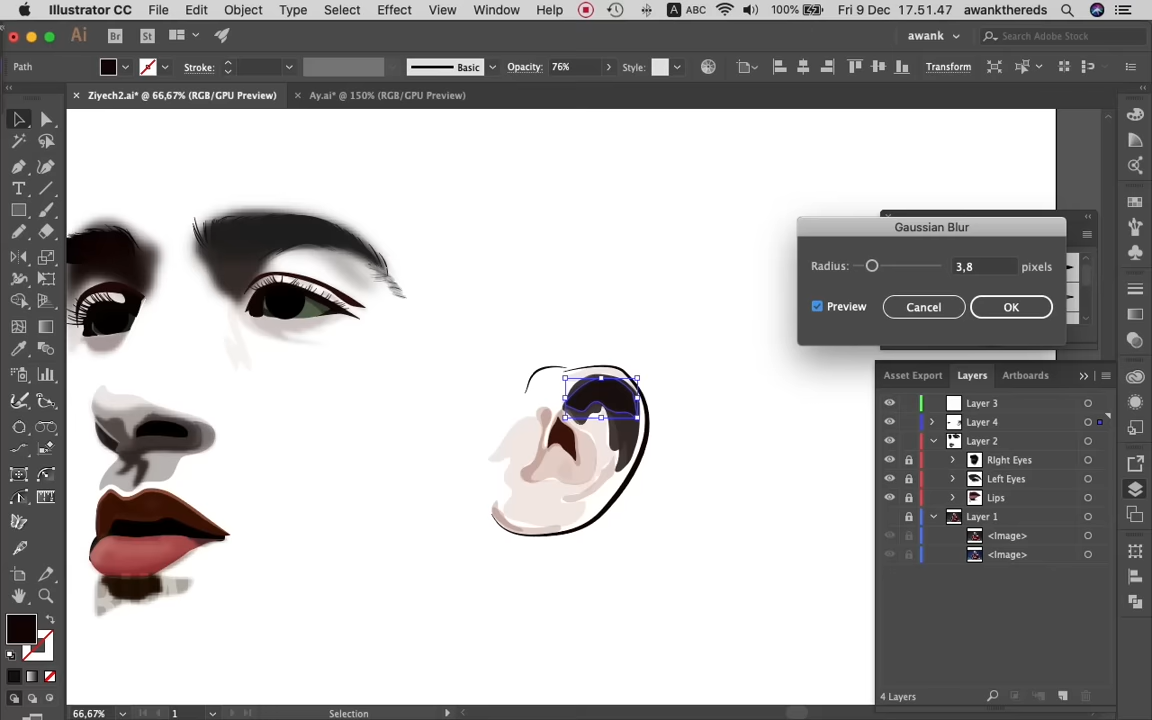 Illustrator CC File Edit Object Type Select Effect View Window Help A ABC 100% Fri 9 Dec 17.51.47 awankthereds
Ai Br St awank Search Adobe Stock
Path Stroke: Basic Opacity: 76% Style: Transform
Ziyech2.ai* @ 66,67% (RGB/GPU Preview) Ay.ai* @ 150% (RGB/GPU Preview)
Gaussian Blur
Radius: 3,8 pixels
Preview Cancel OK
Asset Export Layers Artboards
Layer 3
Layer 4
Layer 2
RIght Eyes
Left Eyes
Lips
Layer 1
<Image>
<Image>
4 Layers
66,67% 1 Selection